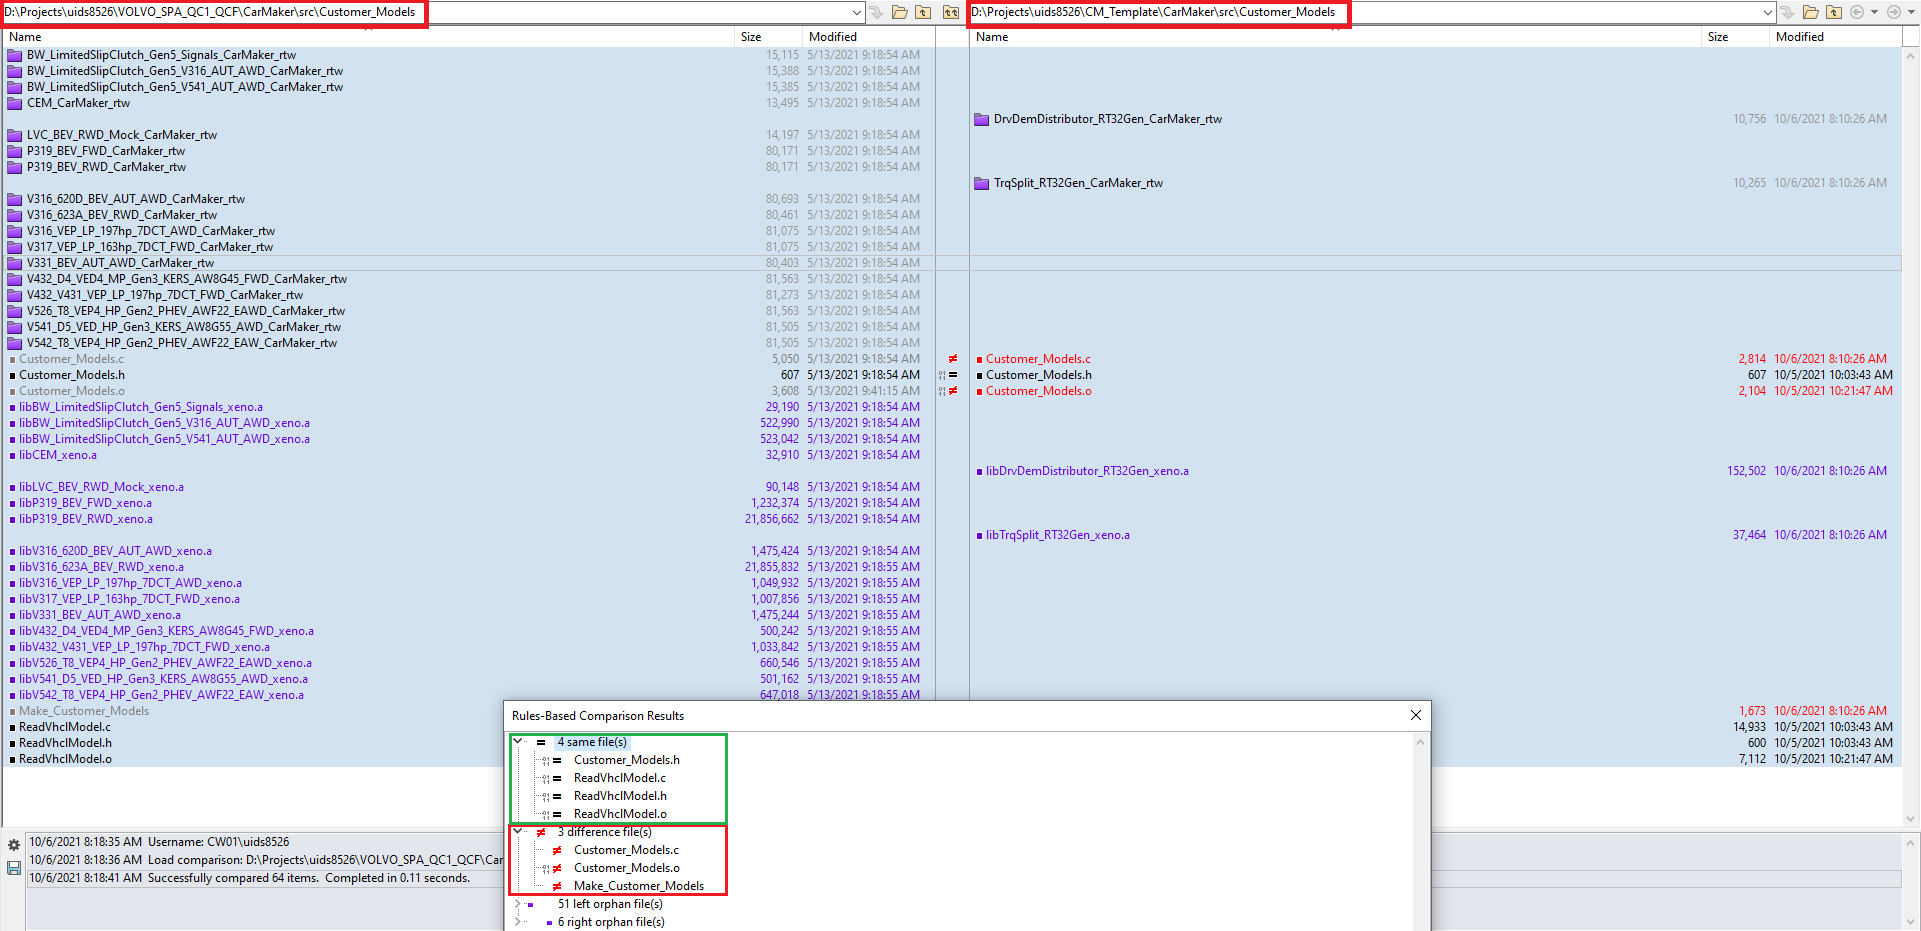 D:\Projects\uids8526\VOLVO_SPA_QC1_QCF\CarMaker\src\Customer_Models D:\Projects\uids8526\CM_Template\CarMaker\src\Customer_Models
Name Size Modified Name Size Modified
BW_LimitedSlipClutch_Gen5_Signals_CarMaker_rtw 15,115 5/13/2021 9:18:54 AM
BW_LimitedSlipClutch_Gen5_V316_AUT_AWD_CarMaker_rtw 15,388 5/13/2021 9:18:54 AM
BW_LimitedSlipClutch_Gen5_V541_AUT_AWD_CarMaker_rtw 15,385 5/13/2021 9:18:54 AM
CEM_CarMaker_rtw 13,495 5/13/2021 9:18:54 AM
DrvDemDistributor_RT32Gen_CarMaker_rtw 10,756 10/6/2021 8:10:26 AM
LVC_BEV_RWD_Mock_CarMaker_rtw 14,197 5/13/2021 9:18:54 AM
P319_BEV_FWD_CarMaker_rtw 80,171 5/13/2021 9:18:54 AM
P319_BEV_RWD_CarMaker_rtw 80,171 5/13/2021 9:18:54 AM
TrqSplit_RT32Gen_CarMaker_rtw 10,265 10/6/2021 8:10:26 AM
V316_620D_BEV_AUT_AWD_CarMaker_rtw 80,693 5/13/2021 9:18:54 AM
V316_623A_BEV_RWD_CarMaker_rtw 80,461 5/13/2021 9:18:54 AM
V316_VEP_LP_197hp_7DCT_AWD_CarMaker_rtw 81,075 5/13/2021 9:18:54 AM
V317_VEP_LP_163hp_7DCT_FWD_CarMaker_rtw 81,075 5/13/2021 9:18:54 AM
V331_BEV_AUT_AWD_CarMaker_rtw 80,403 5/13/2021 9:18:54 AM
V432_D4_VED4_MP_Gen3_KERS_AW8G45_FWD_CarMaker_rtw 81,563 5/13/2021 9:18:54 AM
V432_V431_VEP_LP_197hp_7DCT_FWD_CarMaker_rtw 81,273 5/13/2021 9:18:54 AM
V526_T8_VEP4_HP_Gen2_PHEV_AWF22_EAWD_CarMaker_rtw 81,563 5/13/2021 9:18:54 AM
V541_D5_VED_HP_Gen3_KERS_AW8G55_AWD_CarMaker_rtw 81,505 5/13/2021 9:18:54 AM
V542_T8_VEP4_HP_Gen2_PHEV_AWF22_EAW_CarMaker_rtw 81,505 5/13/2021 9:18:54 AM
Customer_Models.c 5,050 5/13/2021 9:18:54 AM ≠ Customer_Models.c 2,814 10/6/2021 8:10:26 AM
Customer_Models.h 607 5/13/2021 9:18:54 AM = Customer_Models.h 607 10/5/2021 10:03:43 AM
Customer_Models.o 3,608 5/13/2021 9:41:15 AM ≠ Customer_Models.o 2,104 10/5/2021 10:21:47 AM
libBW_LimitedSlipClutch_Gen5_Signals_xeno.a 29,190 5/13/2021 9:18:54 AM
libBW_LimitedSlipClutch_Gen5_V316_AUT_AWD_xeno.a 522,990 5/13/2021 9:18:54 AM
libBW_LimitedSlipClutch_Gen5_V541_AUT_AWD_xeno.a 523,042 5/13/2021 9:18:54 AM
libCEM_xeno.a 32,910 5/13/2021 9:18:54 AM
libDrvDemDistributor_RT32Gen_xeno.a 152,502 10/6/2021 8:10:26 AM
libLVC_BEV_RWD_Mock_xeno.a 90,148 5/13/2021 9:18:54 AM
libP319_BEV_FWD_xeno.a 1,232,374 5/13/2021 9:18:54 AM
libP319_BEV_RWD_xeno.a 21,856,662 5/13/2021 9:18:54 AM
libTrqSplit_RT32Gen_xeno.a 37,464 10/6/2021 8:10:26 AM
libV316_620D_BEV_AUT_AWD_xeno.a 1,475,424 5/13/2021 9:18:54 AM
libV316_623A_BEV_RWD_xeno.a 21,855,832 5/13/2021 9:18:54 AM
libV316_VEP_LP_197hp_7DCT_AWD_xeno.a 1,049,932 5/13/2021 9:18:55 AM
libV317_VEP_LP_163hp_7DCT_FWD_xeno.a 1,007,856 5/13/2021 9:18:55 AM
libV331_BEV_AUT_AWD_xeno.a 1,475,244 5/13/2021 9:18:55 AM
libV432_D4_VED4_MP_Gen3_KERS_AW8G45_FWD_xeno.a 500,242 5/13/2021 9:18:55 AM
libV432_V431_VEP_LP_197hp_7DCT_FWD_xeno.a 1,033,842 5/13/2021 9:18:55 AM
libV526_T8_VEP4_HP_Gen2_PHEV_AWF22_EAWD_xeno.a 660,546 5/13/2021 9:18:55 AM
libV541_D5_VED_HP_Gen3_KERS_AW8G55_AWD_xeno.a 501,162 5/13/2021 9:18:55 AM
libV542_T8_VEP4_HP_Gen2_PHEV_AWF22_EAW_xeno.a 647,018 5/13/2021 9:18:55 AM
Make_Customer_Models 1,673 10/6/2021 8:10:26 AM
ReadVhclModel.c 14,933 10/5/2021 10:03:43 AM
ReadVhclModel.h 600 10/5/2021 10:03:43 AM
ReadVhclModel.o 7,112 10/5/2021 10:21:47 AM
Rules-Based Comparison Results
= 4 same file(s)
= Customer_Models.h
= ReadVhclModel.c
= ReadVhclModel.h
= ReadVhclModel.o
≠ 3 difference file(s)
≠ Customer_Models.c
≠ Customer_Models.o
≠ Make_Customer_Models
51 left orphan file(s)
6 right orphan file(s)
10/6/2021 8:18:35 AM Username: CW01\uids8526
10/6/2021 8:18:36 AM Load comparison: D:\Projects\uids8526\VOLVO_SPA_QC1_QCF\Car
10/6/2021 8:18:41 AM Successfully compared 64 items. Completed in 0.11 seconds.